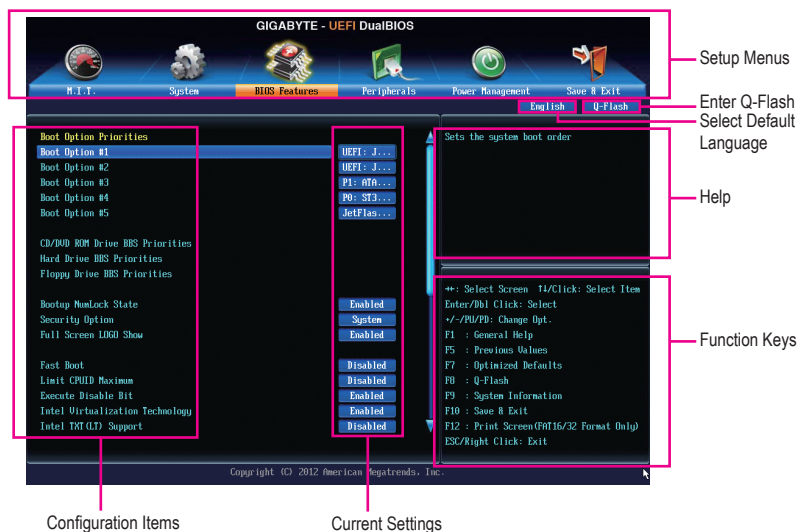 GIGABYTE - UEFI DualBIOS
M.I.T. System BIOS Features Peripherals Power Management Save & Exit
Setup Menus
English Q-Flash
Enter Q-Flash
Select Default
Language
Boot Option Priorities
Boot Option #1 UEFI: J...
Boot Option #2 UEFI: J...
Boot Option #3 P1: ATA...
Boot Option #4 P0: ST3...
Boot Option #5 JetFlas...
CD/DVD ROM Drive BBS Priorities
Hard Drive BBS Priorities
Floppy Drive BBS Priorities
Bootup NumLock State Enabled
Security Option System
Full Screen LOGO Show Enabled
Fast Boot Disabled
Limit CPUID Maximum Disabled
Execute Disable Bit Enabled
Intel Virtualization Technology Enabled
Intel TXT(LT) Support Disabled
Sets the system boot order
Help
→←: Select Screen ↑↓/Click: Select Item
Enter/Dbl Click: Select
+/-/PU/PD: Change Opt.
F1 : General Help
F5 : Previous Values
F7 : Optimized Defaults
F8 : Q-Flash
F9 : System Information
F10 : Save & Exit
F12 : Print Screen(FAT16/32 Format Only)
ESC/Right Click: Exit
Function Keys
Copyright (C) 2012 American Megatrends, Inc.
Configuration Items
Current Settings